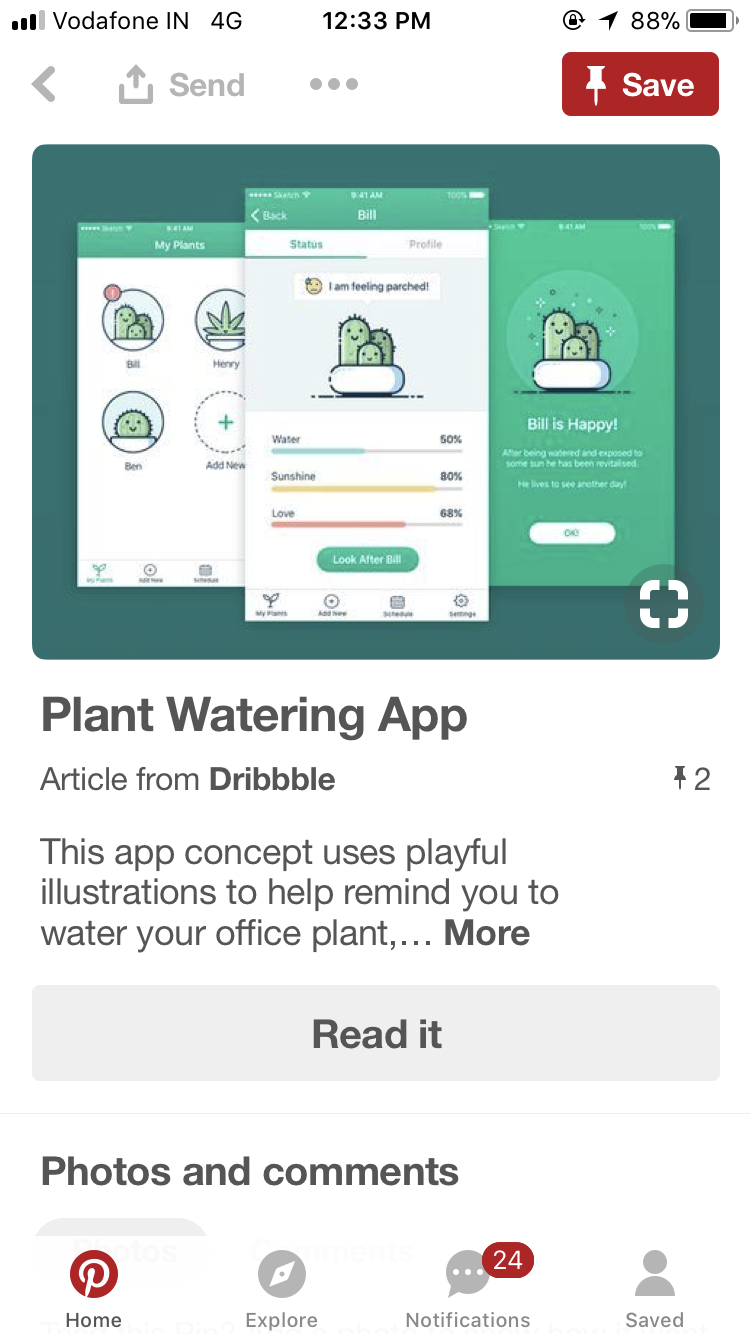 Vodafone IN 4G 12:33 PM 88%
Send
Save
Sketch 9:41 AM
My Plants
Bill
Henry
Ben
Add New
My Plants Add New Schedule
Sketch 9:41 AM 100%
Back Bill
Status Profile
I am feeling parched!
Water 50%
Sunshine 80%
Love 68%
Look After Bill
My Plants Add New Schedule Settings
Sketch 9:41 AM 100%
Bill is Happy!
After being watered and exposed to
some sun he has been revitalised.
He lives to see another day!
OK!
Plant Watering App
Article from Dribbble 2
This app concept uses playful
illustrations to help remind you to
water your office plant,... More
Read it
Photos and comments
Photos Comments
24
Home Explore Notifications Saved